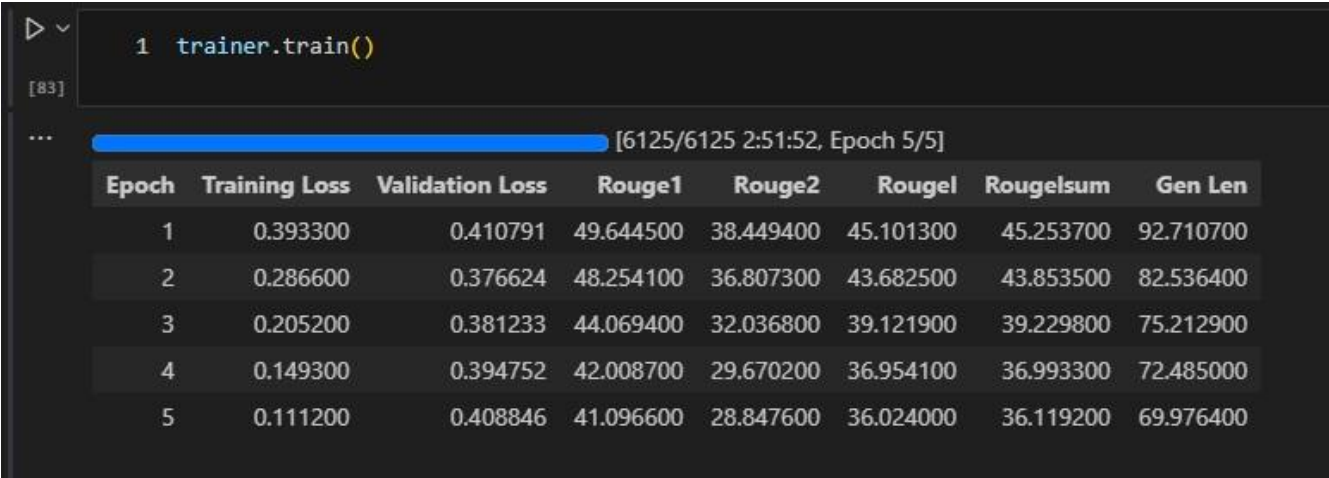 1 trainer.train()
[83]
...
[6125/6125 2:51:52, Epoch 5/5]
Epoch Training Loss Validation Loss Rouge1 Rouge2 Rougel Rougelsum Gen Len
1 0.393300 0.410791 49.644500 38.449400 45.101300 45.253700 92.710700
2 0.286600 0.376624 48.254100 36.807300 43.682500 43.853500 82.536400
3 0.205200 0.381233 44.069400 32.036800 39.121900 39.229800 75.212900
4 0.149300 0.394752 42.008700 29.670200 36.954100 36.993300 72.485000
5 0.111200 0.408846 41.096600 28.847600 36.024000 36.119200 69.976400